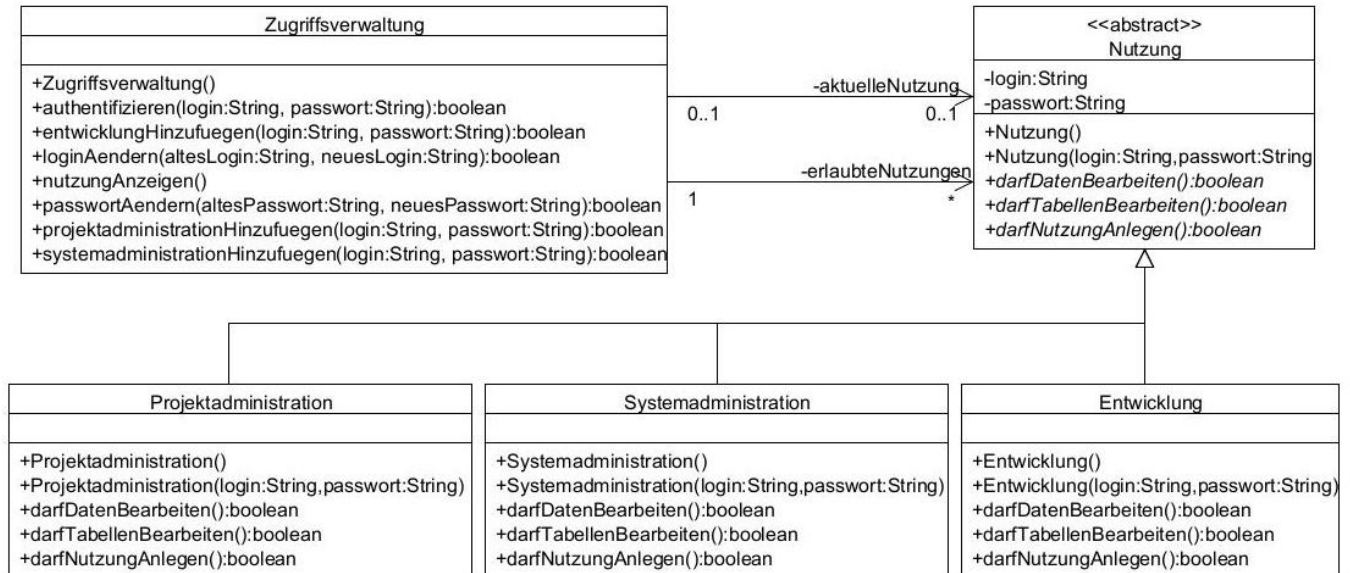 Zugriffsverwaltung
+Zugriffsverwaltung()
+authentifizieren(login:String, passwort:String):boolean
+entwicklungHinzufuegen(login:String, passwort:String):boolean
+loginAendern(altesLogin:String, neuesLogin:String):boolean
+nutzungAnzeigen()
+passwortAendern(altesPasswort:String, neuesPasswort:String):boolean
+projektadministrationHinzufuegen(login:String, passwort:String):boolean
+systemadministrationHinzufuegen(login:String, passwort:String):boolean
-aktuelleNutzung
0..1
0..1
-erlaubteNutzungen
1
*
<<abstract>>
Nutzung
-login:String
-passwort:String
+Nutzung()
+Nutzung(login:String,passwort:String
+darfDatenBearbeiten():boolean
+darfTabellenBearbeiten():boolean
+darfNutzungAnlegen():boolean
Projektadministration
+Projektadministration()
+Projektadministration(login:String,passwort:String)
+darfDatenBearbeiten():boolean
+darfTabellenBearbeiten():boolean
+darfNutzungAnlegen():boolean
Systemadministration
+Systemadministration()
+Systemadministration(login:String,passwort:String)
+darfDatenBearbeiten():boolean
+darfTabellenBearbeiten():boolean
+darfNutzungAnlegen():boolean
Entwicklung
+Entwicklung()
+Entwicklung(login:String,passwort:String)
+darfDatenBearbeiten():boolean
+darfTabellenBearbeiten():boolean
+darfNutzungAnlegen():boolean